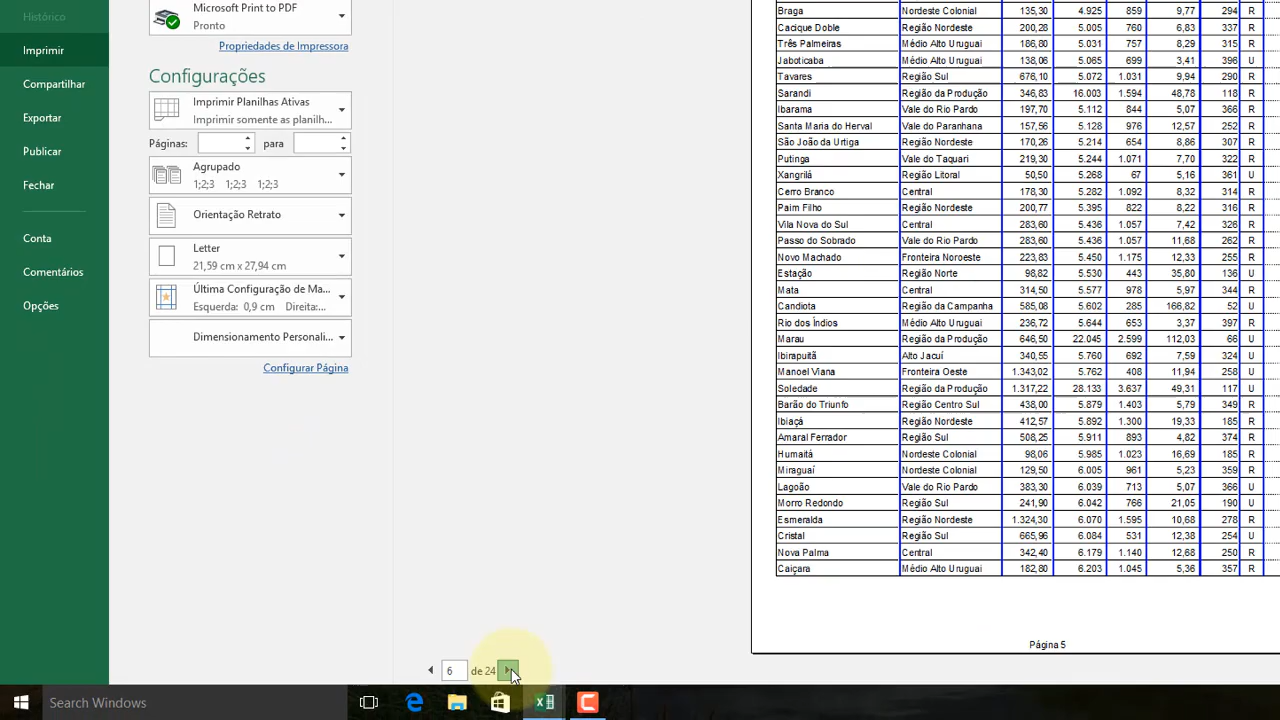 Histórico
Imprimir
Compartilhar
Exportar
Publicar
Fechar
Conta
Comentários
Opções
Microsoft Print to PDF
Pronto
Propriedades de Impressora
Configurações
Imprimir Planilhas Ativas
Imprimir somente as planilh...
Páginas: para
Agrupado
1;2;3 1;2;3 1;2;3
Orientação Retrato
Letter
21,59 cm x 27,94 cm
Última Configuração de Ma...
Esquerda: 0,9 cm Direita:...
Dimensionamento Personali...
Configurar Página
Braga Nordeste Colonial 135,30 4.925 859 9,77 294 R
Cacique Doble Região Nordeste 200,28 5.005 760 6,83 337 R
Três Palmeiras Médio Alto Uruguai 186,80 5.031 757 8,29 315 R
Jaboticaba Médio Alto Uruguai 138,06 5.065 699 3,41 396 U
Tavares Região Sul 676,10 5.072 1.031 9,94 290 R
Sarandi Região da Produção 346,83 16.003 1.594 48,78 118 R
Ibarama Vale do Rio Pardo 197,70 5.112 844 5,07 366 R
Santa Maria do Herval Vale do Paranhana 157,56 5.128 976 12,57 252 R
São João da Urtiga Região Nordeste 170,26 5.214 654 8,86 307 R
Putinga Vale do Taquari 219,30 5.244 1.071 7,70 322 R
Xangrilá Região Litoral 50,50 5.268 67 5,16 361 U
Cerro Branco Central 178,30 5.282 1.092 8,32 314 R
Paim Filho Região Nordeste 200,77 5.395 822 8,22 316 R
Vila Nova do Sul Central 283,60 5.436 1.057 7,42 326 R
Passo do Sobrado Vale do Rio Pardo 283,60 5.436 1.057 11,68 262 R
Novo Machado Fronteira Noroeste 223,83 5.450 1.175 12,33 255 R
Estação Região Norte 98,82 5.530 443 35,80 136 U
Mata Central 314,50 5.577 978 5,97 344 R
Candiota Região da Campanha 585,08 5.602 285 166,82 52 U
Rio dos Índios Médio Alto Uruguai 236,72 5.644 653 3,37 397 R
Marau Região da Produção 646,50 22.045 2.599 112,03 66 U
Ibirapuitã Alto Jacuí 340,55 5.760 692 7,59 324 U
Manoel Viana Fronteira Oeste 1.343,02 5.762 408 11,94 258 U
Soledade Região da Produção 1.317,22 28.133 3.637 49,31 117 U
Barão do Triunfo Região Centro Sul 438,00 5.879 1.403 5,79 349 R
Ibiaçá Região Nordeste 412,57 5.892 1.300 19,33 185 R
Amaral Ferrador Região Sul 508,25 5.911 893 4,82 374 R
Humaitá Nordeste Colonial 98,06 5.985 1.023 16,69 185 R
Miraguaí Nordeste Colonial 129,50 6.005 961 5,23 359 R
Lagoão Vale do Rio Pardo 383,30 6.039 713 5,07 366 U
Morro Redondo Região Sul 241,90 6.042 766 21,05 190 U
Esmeralda Região Nordeste 1.324,30 6.070 1.595 10,68 278 R
Cristal Região Sul 665,96 6.084 531 12,38 254 U
Nova Palma Central 342,40 6.179 1.140 12,68 250 R
Caiçara Médio Alto Uruguai 182,80 6.203 1.045 5,36 357 R
Página 5
6 de 24
Search Windows